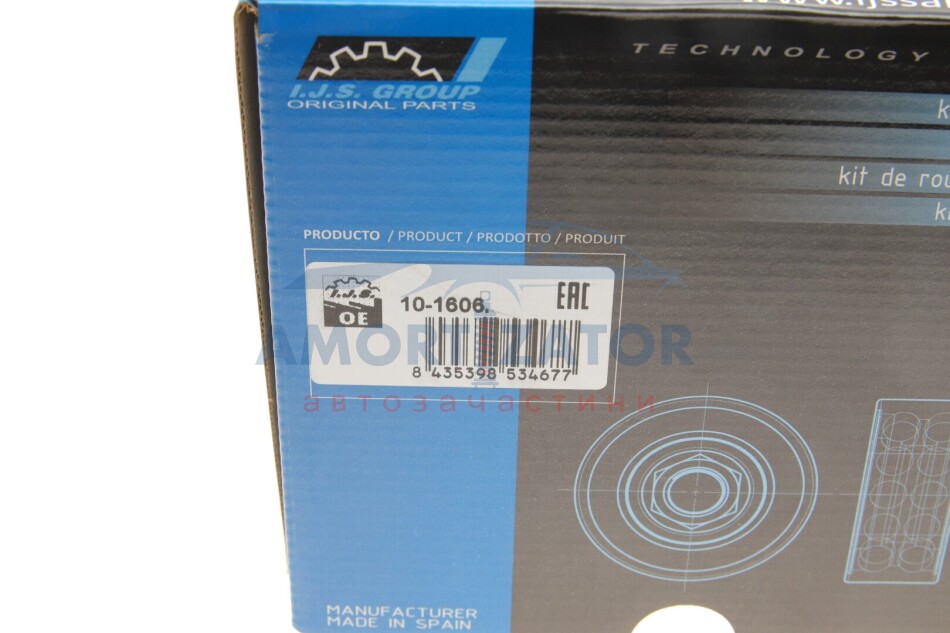 TECHNOLOGY
I.J.S. GROUP
ORIGINAL PARTS
kit de rou
PRODUCTO / PRODUCT / PRODOTTO / PRODUIT
I.J.S.
OE
10-1606.
EAC
AMORTIZATOR
8 435398 534677
автозапчастини
MANUFACTURER
MADE IN SPAIN